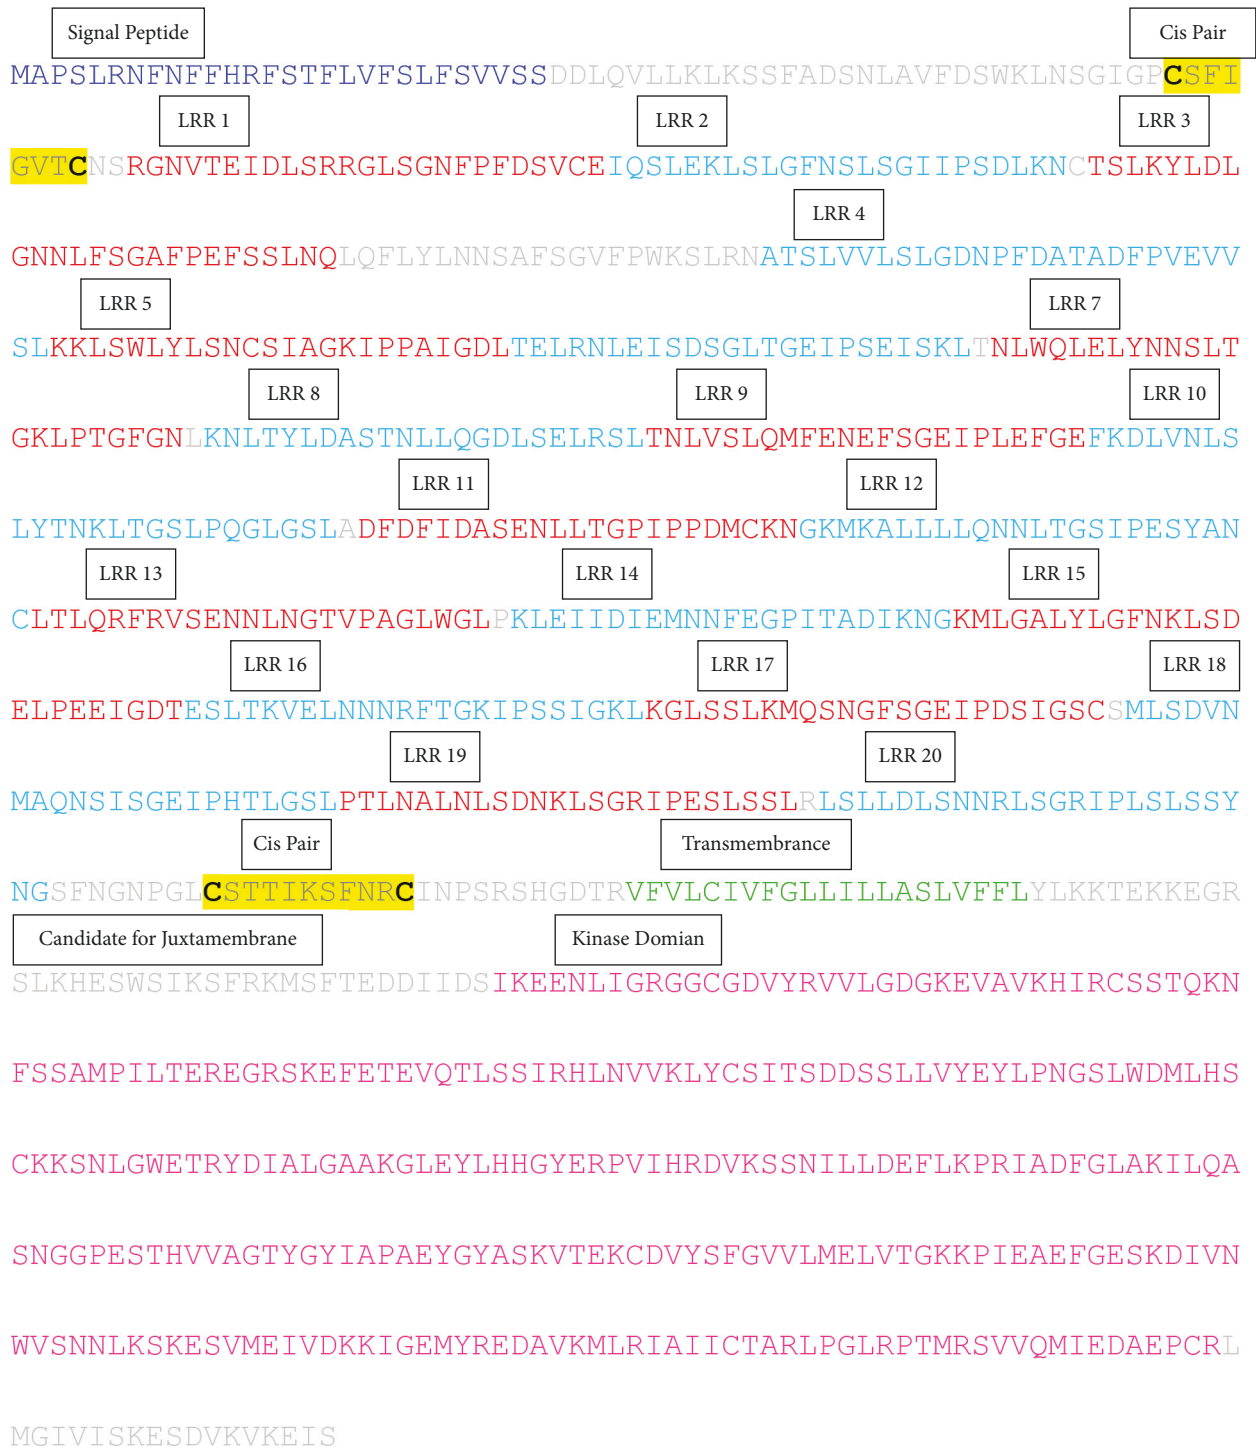 Signal Peptide Cis Pair
MAPSLRNFNFFHRFSTFLVFSLFSVVSSDDLQVLLKLKSSFADSNLAVFDSWKLNSGIGPCSFI
LRR 1 LRR 2 LRR 3
GVTCNSRGNVTEIDLSRRGLSGNFPFDSVCEIQSLEKLSLGFNSLSGIIPSDLKNCTSLKYLDL
LRR 4
GNNLFSGAFPEFSSLNQLQFLYLNNSAFSGVFPWKSLRNATSLVVLSLGDNPFDATADFPVEVV
LRR 5 LRR 7
SLKKLSWLYLSNCSIAGKIPPAIGDLTELRNLEISDSGLTGEIPSEISKLTNLWQLELYNNSLT
LRR 8 LRR 9 LRR 10
GKLPTGFGNLKNLTYLDASTNLLQGDLSELRSLTNLVSLQMFENEFSGEIPLEFGEFKDLVNLS
LRR 11 LRR 12
LYTNKLTGSLPQGLGSLADFDFIDASENLLTGPIPPDMCKNGKMKALLLLQNNLTGSIPESYAN
LRR 13 LRR 14 LRR 15
CLTLQRFRVSENNLNGTVPAGLWGLPKLEIIDIEMNNFEGPITADIKNGKMLGALYLGFNKLSD
LRR 16 LRR 17 LRR 18
ELPEEIGDTESLTKVELNNNRFTGKIPSSIGKLKGLSSLKMQSNGFSGEIPDSIGSCSMLSDVN
LRR 19 LRR 20
MAQNSISGEIPHTLGSLPTLNALNLSDNKLSGRIPESLSSLRLSLLDLSNNRLSGRIPLSLSSY
Cis Pair Transmembrance
NGSFNGNPGLCSTTIKSFNRCINPSRSHGDTRVFVLCIVFGLLILLASLVFFLYLKKTEKKEGR
Candidate for Juxtamembrane Kinase Domian
SLKHESWSIKSFRKMSFTEDDIIDSIKEENLIGRGGCGDVYRVVLGDGKEVAVKHIRCSSTQKN
FSSAMPILTEREGRSKEFETEVQTLSSIRHLNVVKLYCSITSDDSSLLVYEYLPNGSLWDMLHS
CKKSNLGWETRYDIALGAAKGLEYLHHGYERPVIHRDVKSSNILLDEFLKPRIADFGLAKILQA
SNGGPESTHVVAGTYGYIAPAEYGYASKVTEKCDVYSFGVVLMELVTGKKPIEAEFGESKDIVN
WVSNNLKSKESVMEIVDKKIGEMYREDAVKMLRIAIICTARLPGLRPTMRSVVQMIEDAEPCRL
MGIVISKESDVKVKEIS